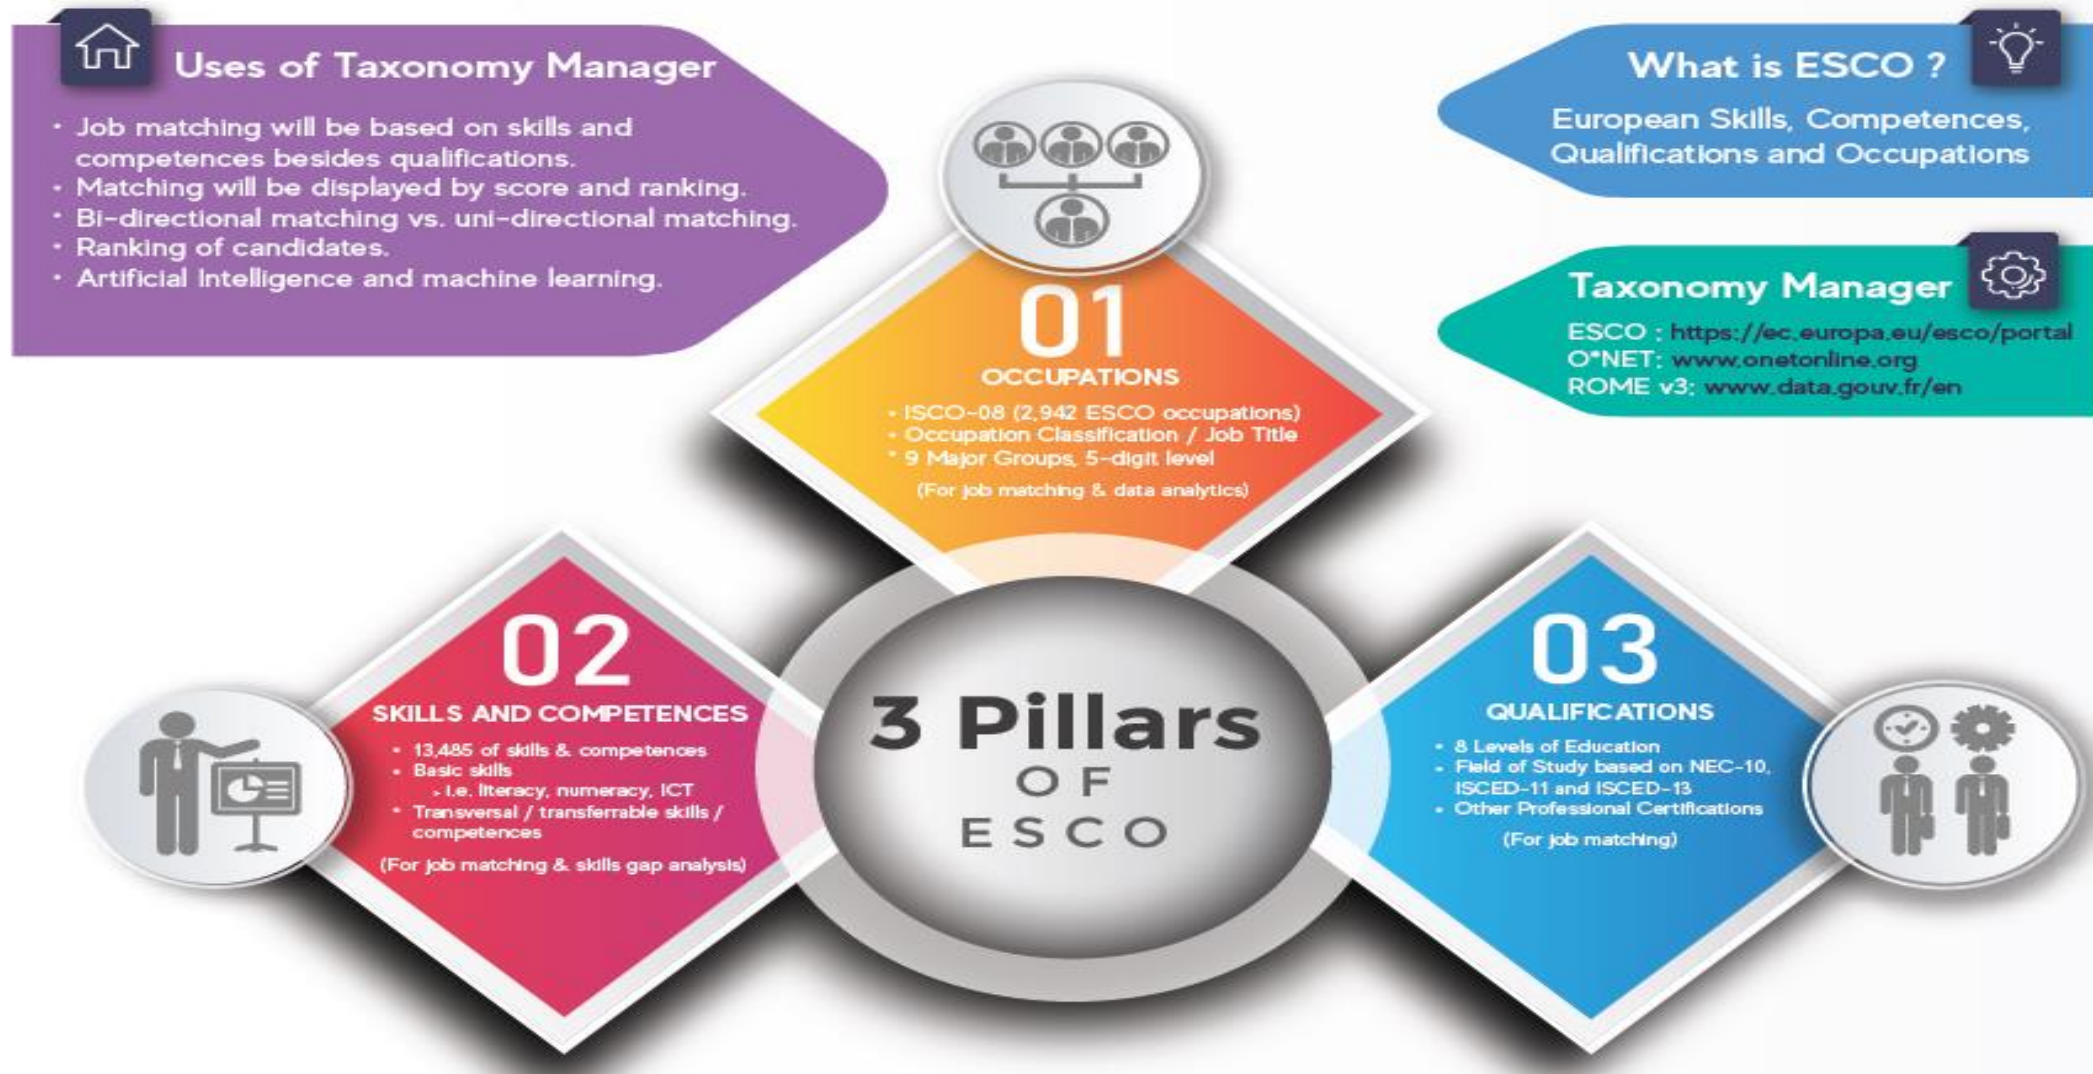 Uses of Taxonomy Manager
• Job matching will be based on skills and
competences besides qualifications.
• Matching will be displayed by score and ranking.
• Bi-directional matching vs. uni-directional matching.
• Ranking of candidates.
• Artificial Intelligence and machine learning.
What is ESCO ?
European Skills, Competences,
Qualifications and Occupations
Taxonomy Manager
ESCO : https://ec.europa.eu/esco/portal
O*NET: www.onetonline.org
ROME v3: www.data.gouv.fr/en
01
OCCUPATIONS
• ISCO-08 (2,942 ESCO occupations)
• Occupation Classification / Job Title
• 9 Major Groups, 5-digit level
(For job matching & data analytics)
02
SKILLS AND COMPETENCES
• 13,485 of skills & competences
• Basic skills
• i.e. literacy, numeracy, ICT
• Transversal / transferrable skills /
competences
(For job matching & skills gap analysis)
3 Pillars
OF
ESCO
03
QUALIFICATIONS
• 8 Levels of Education
• Field of Study based on NEC-10,
ISCED-11 and ISCED-13
• Other Professional Certifications
(For job matching)